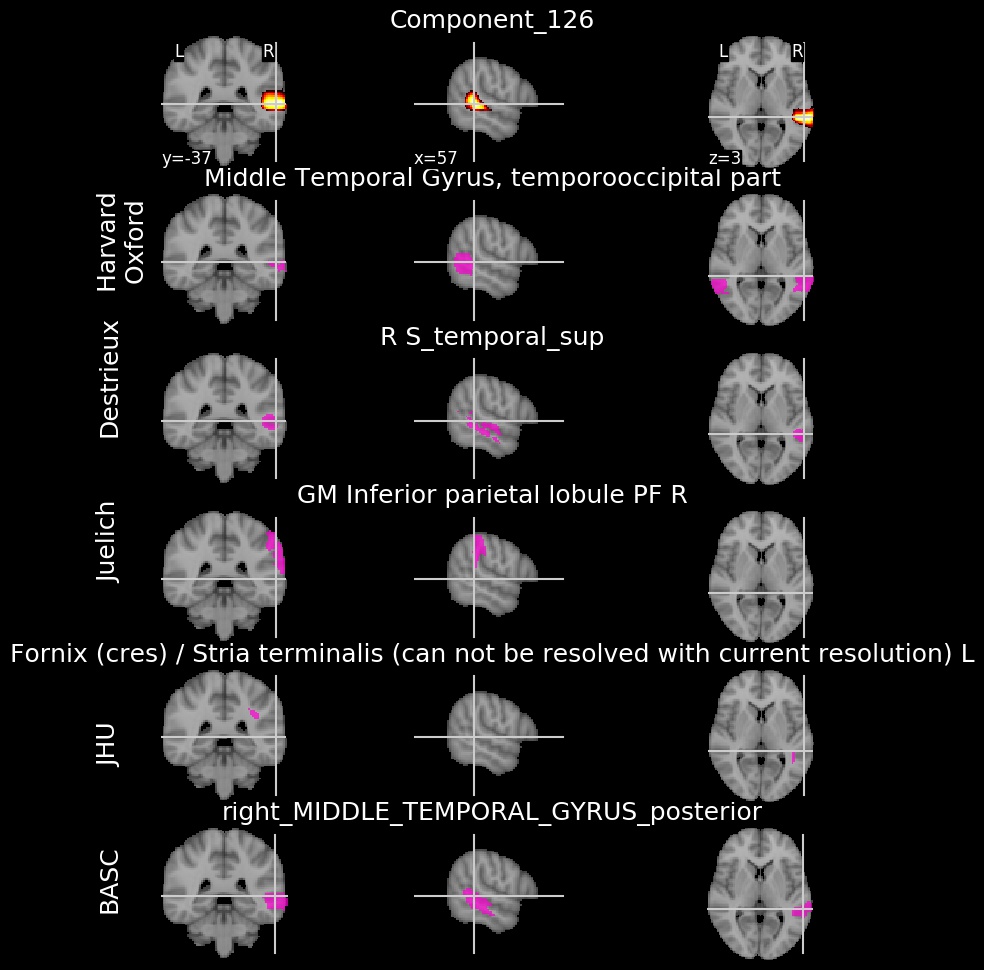 Component_126
L R L R
y=-37 x=57 z=3
Middle Temporal Gyrus, temporooccipital part
Harvard
Oxford
R S_temporal_sup
Destrieux
GM Inferior parietal lobule PF R
Juelich
Fornix (cres) / Stria terminalis (can not be resolved with current resolution) L
JHU
right_MIDDLE_TEMPORAL_GYRUS_posterior
BASC